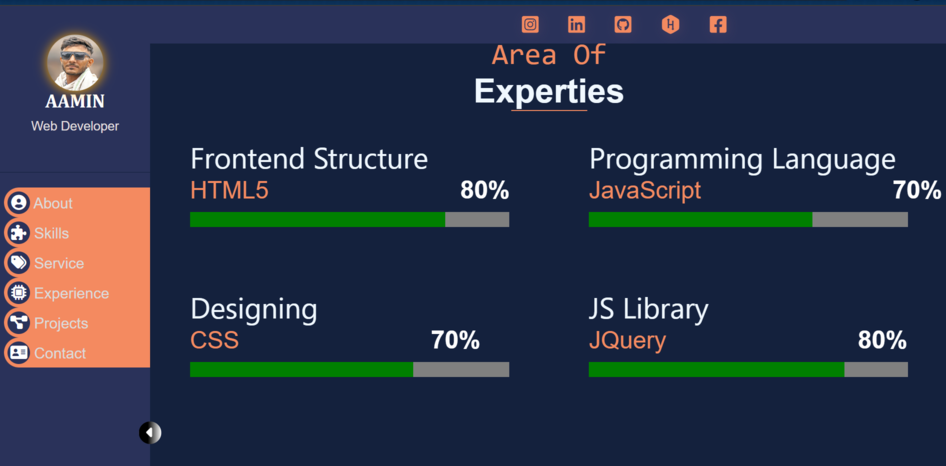 Area Of
Experties
AAMIN
Web Developer
About
Skills
Service
Experience
Projects
Contact
Frontend Structure
HTML5 80%
Programming Language
JavaScript 70%
Designing
CSS 70%
JS Library
JQuery 80%